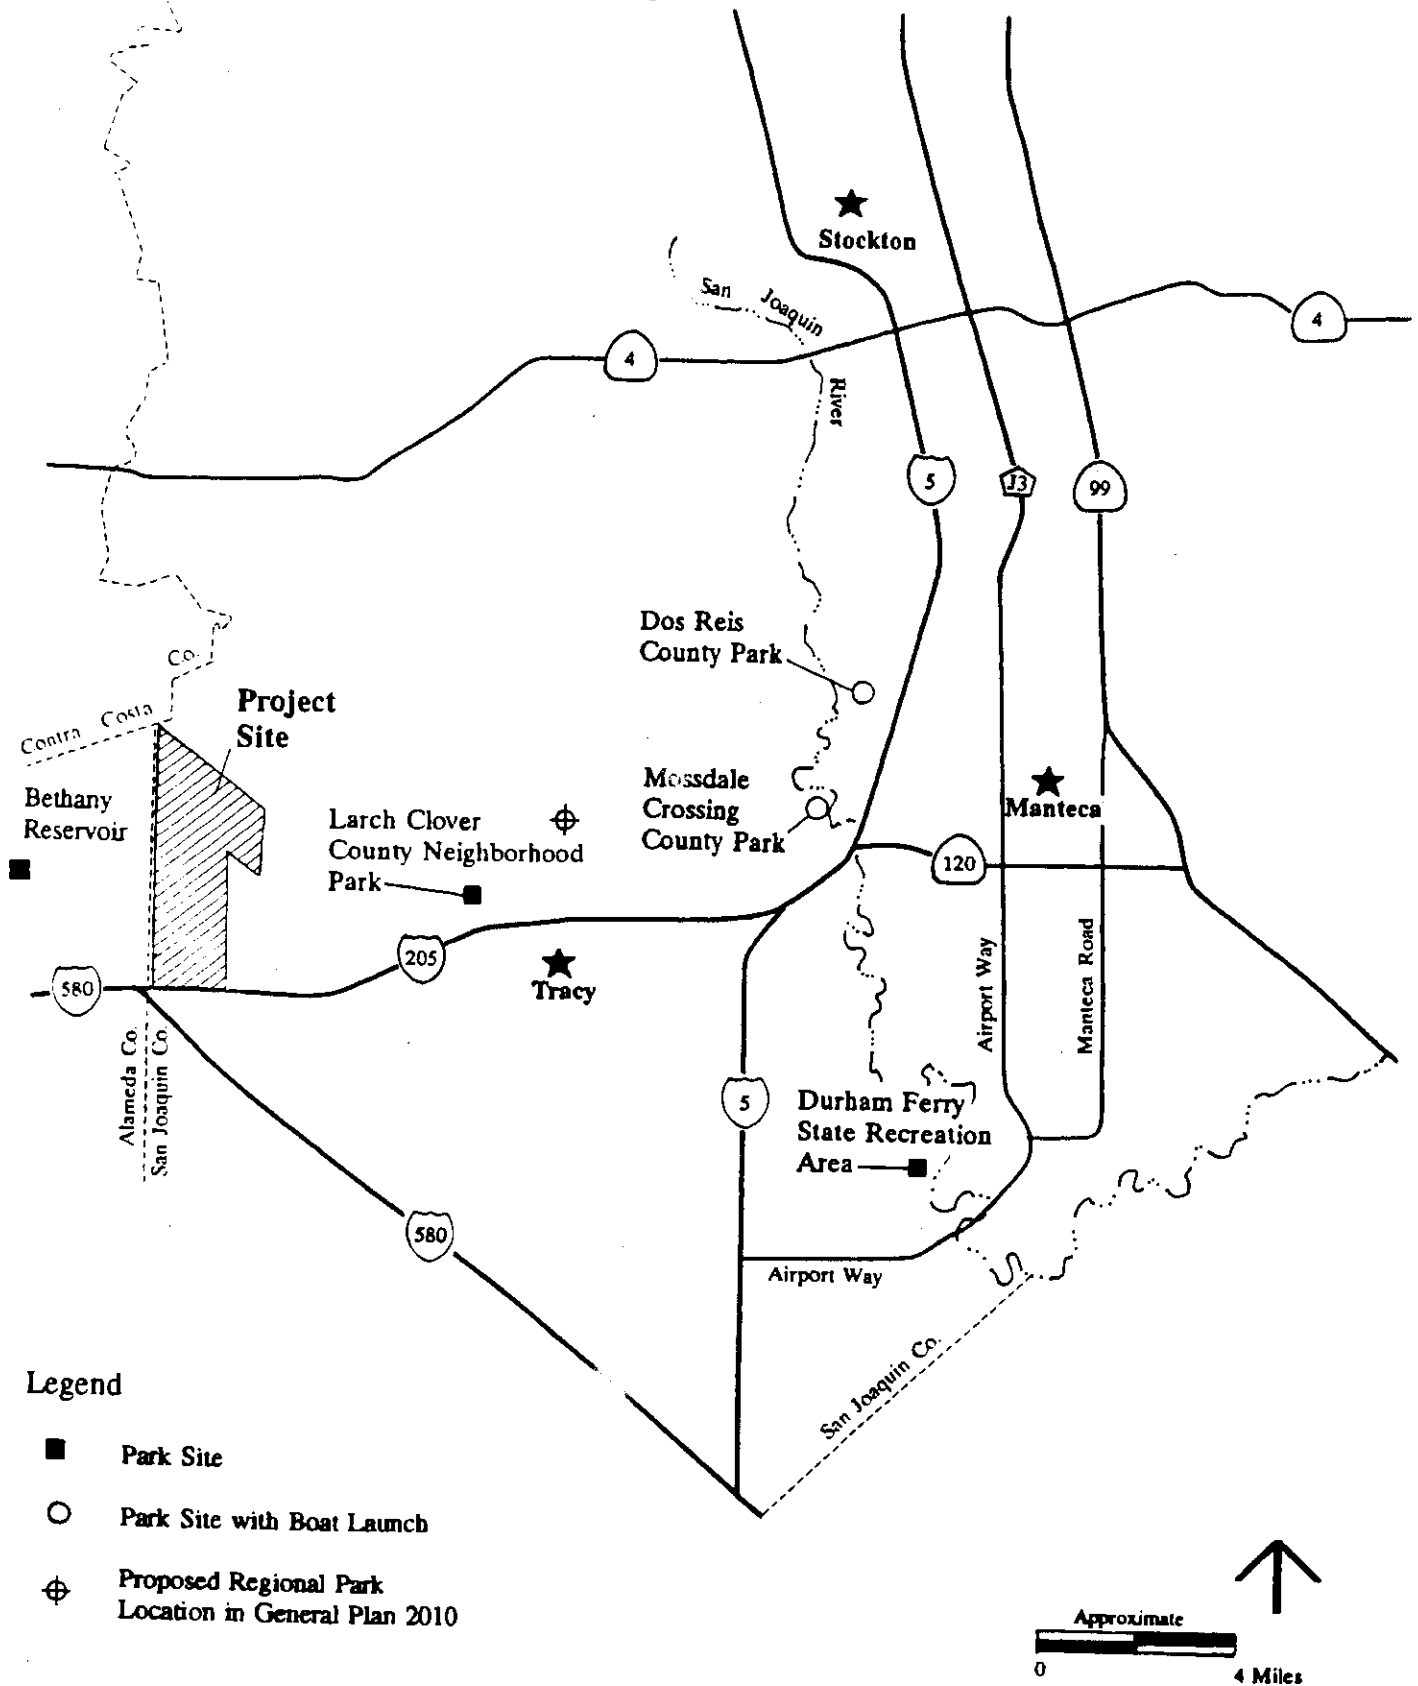 Stockton
San Joaquin
River
4
4
5
J3
99
Dos Reis
County Park
Co.
Contra Costa
Project
Site
Bethany
Reservoir
Larch Clover
County Neighborhood
Park
Mossdale
Crossing
County Park
Manteca
120
205
580
Tracy
Airport Way
Manteca Road
Alameda Co.
San Joaquin Co.
5
Durham Ferry
State Recreation
Area
580
Airport Way
San Joaquin Co.
Legend
Park Site
Park Site with Boat Launch
Proposed Regional Park
Location in General Plan 2010
Approximate
0
4 Miles